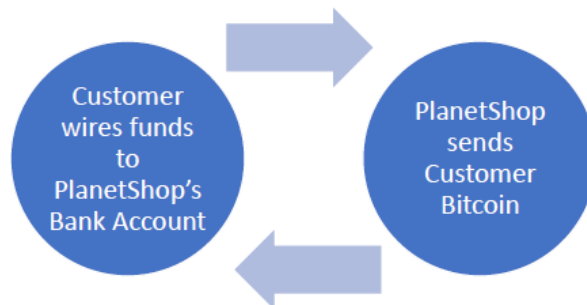 Customer
wires funds
to
PlanetShop’s
Bank Account
PlanetShop
sends
Customer
Bitcoin